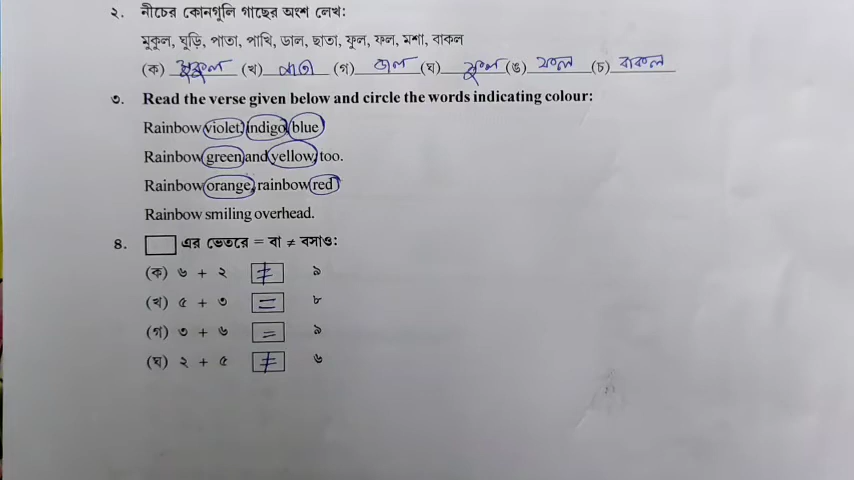 ২. নীচের কোনগুলি গাছের অংশ লেখ:
মুকুল, ঘুড়ি, পাতা, পাখি, ডাল, ছাতা, ফুল, ফল, মশা, বাকল
(ক) মুকুল (খ) পাতা (গ) ডাল (ঘ) ফুল (ঙ) ফল (চ) বাকল
৩. Read the verse given below and circle the words indicating colour:
Rainbow violet, indigo, blue
Rainbow green and yellow, too.
Rainbow orange, rainbow red
Rainbow smiling overhead.
৪. এর ভেতরে = বা ≠ বসাও:
(ক) ৬ + ২ ≠ ৯
(খ) ৫ + ৩ = ৮
(গ) ৩ + ৬ = ৯
(ঘ) ২ + ৫ ≠ ৬